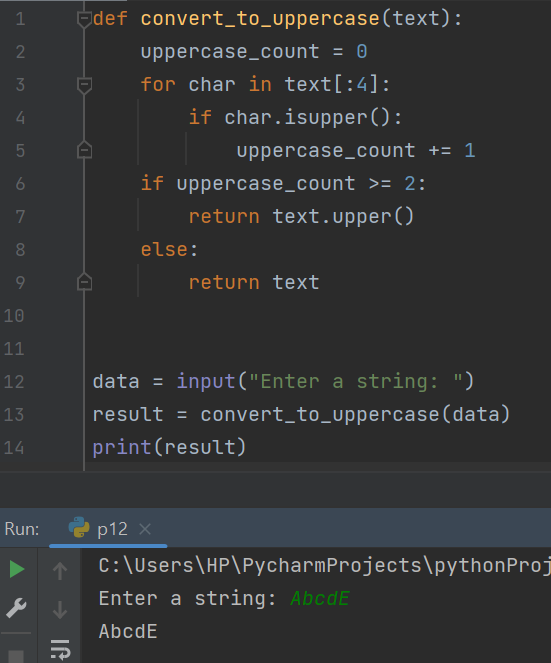 1 def convert_to_uppercase(text):
2 uppercase_count = 0
3 for char in text[:4]:
4 if char.isupper():
5 uppercase_count += 1
6 if uppercase_count >= 2:
7 return text.upper()
8 else:
9 return text
10
11
12 data = input("Enter a string: ")
13 result = convert_to_uppercase(data)
14 print(result)
Run: p12 ×
C:\Users\HP\PycharmProjects\pythonProj
Enter a string: AbcdE
AbcdE